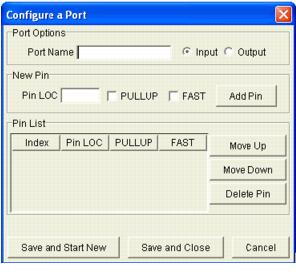 Configure a Port
Port Options
Port Name Input Output
New Pin
Pin LOC PULLUP FAST Add Pin
Pin List
Index Pin LOC PULLUP FAST
Move Up
Move Down
Delete Pin
Save and Start New Save and Close Cancel